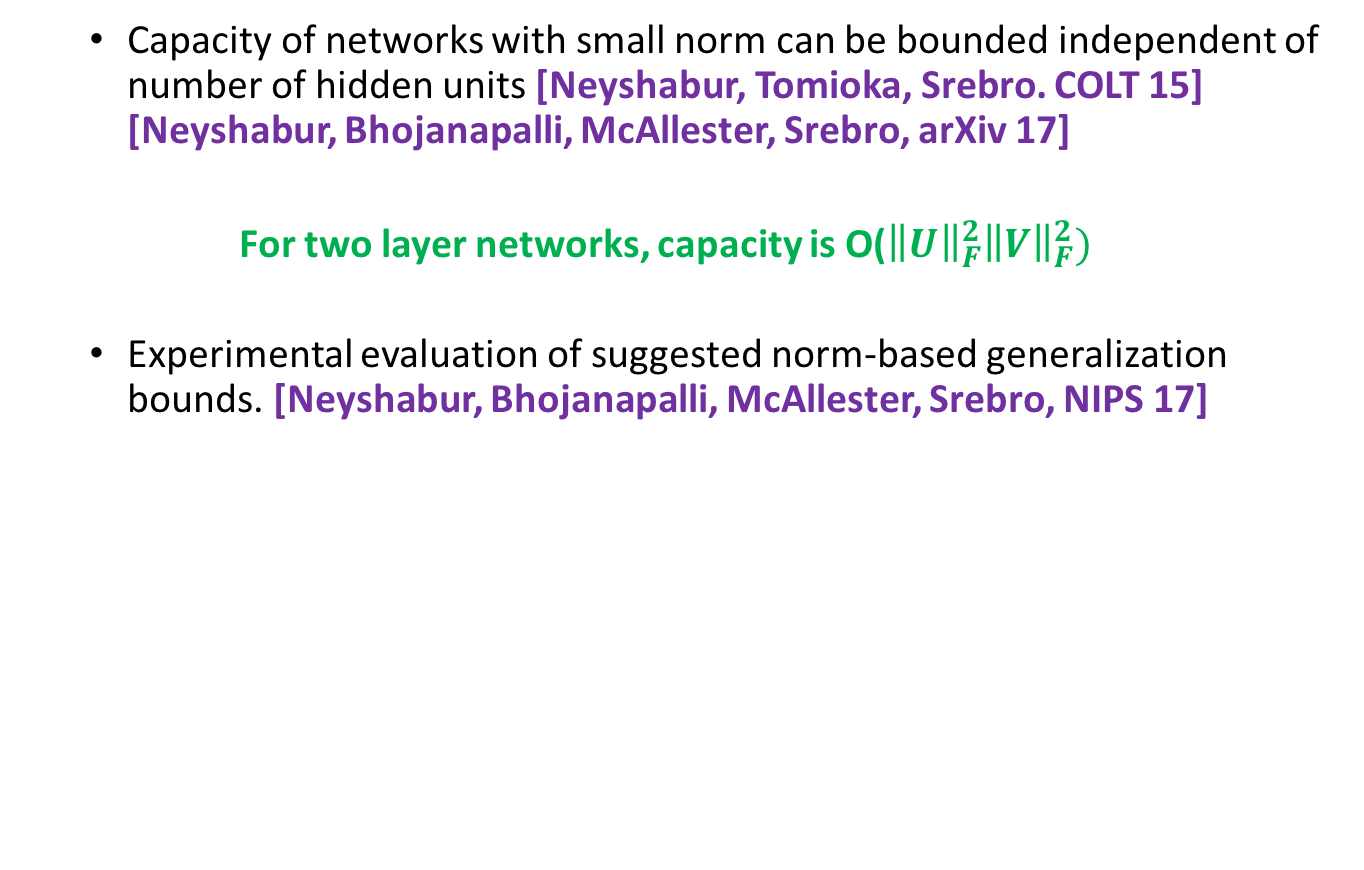 • Capacity of networks with small norm can be bounded independent of
number of hidden units [Neyshabur, Tomioka, Srebro. COLT 15]
[Neyshabur, Bhojanapalli, McAllester, Srebro, arXiv 17]
For two layer networks, capacity is O(‖U‖²_F‖V‖²_F)
• Experimental evaluation of suggested norm-based generalization
bounds. [Neyshabur, Bhojanapalli, McAllester, Srebro, NIPS 17]